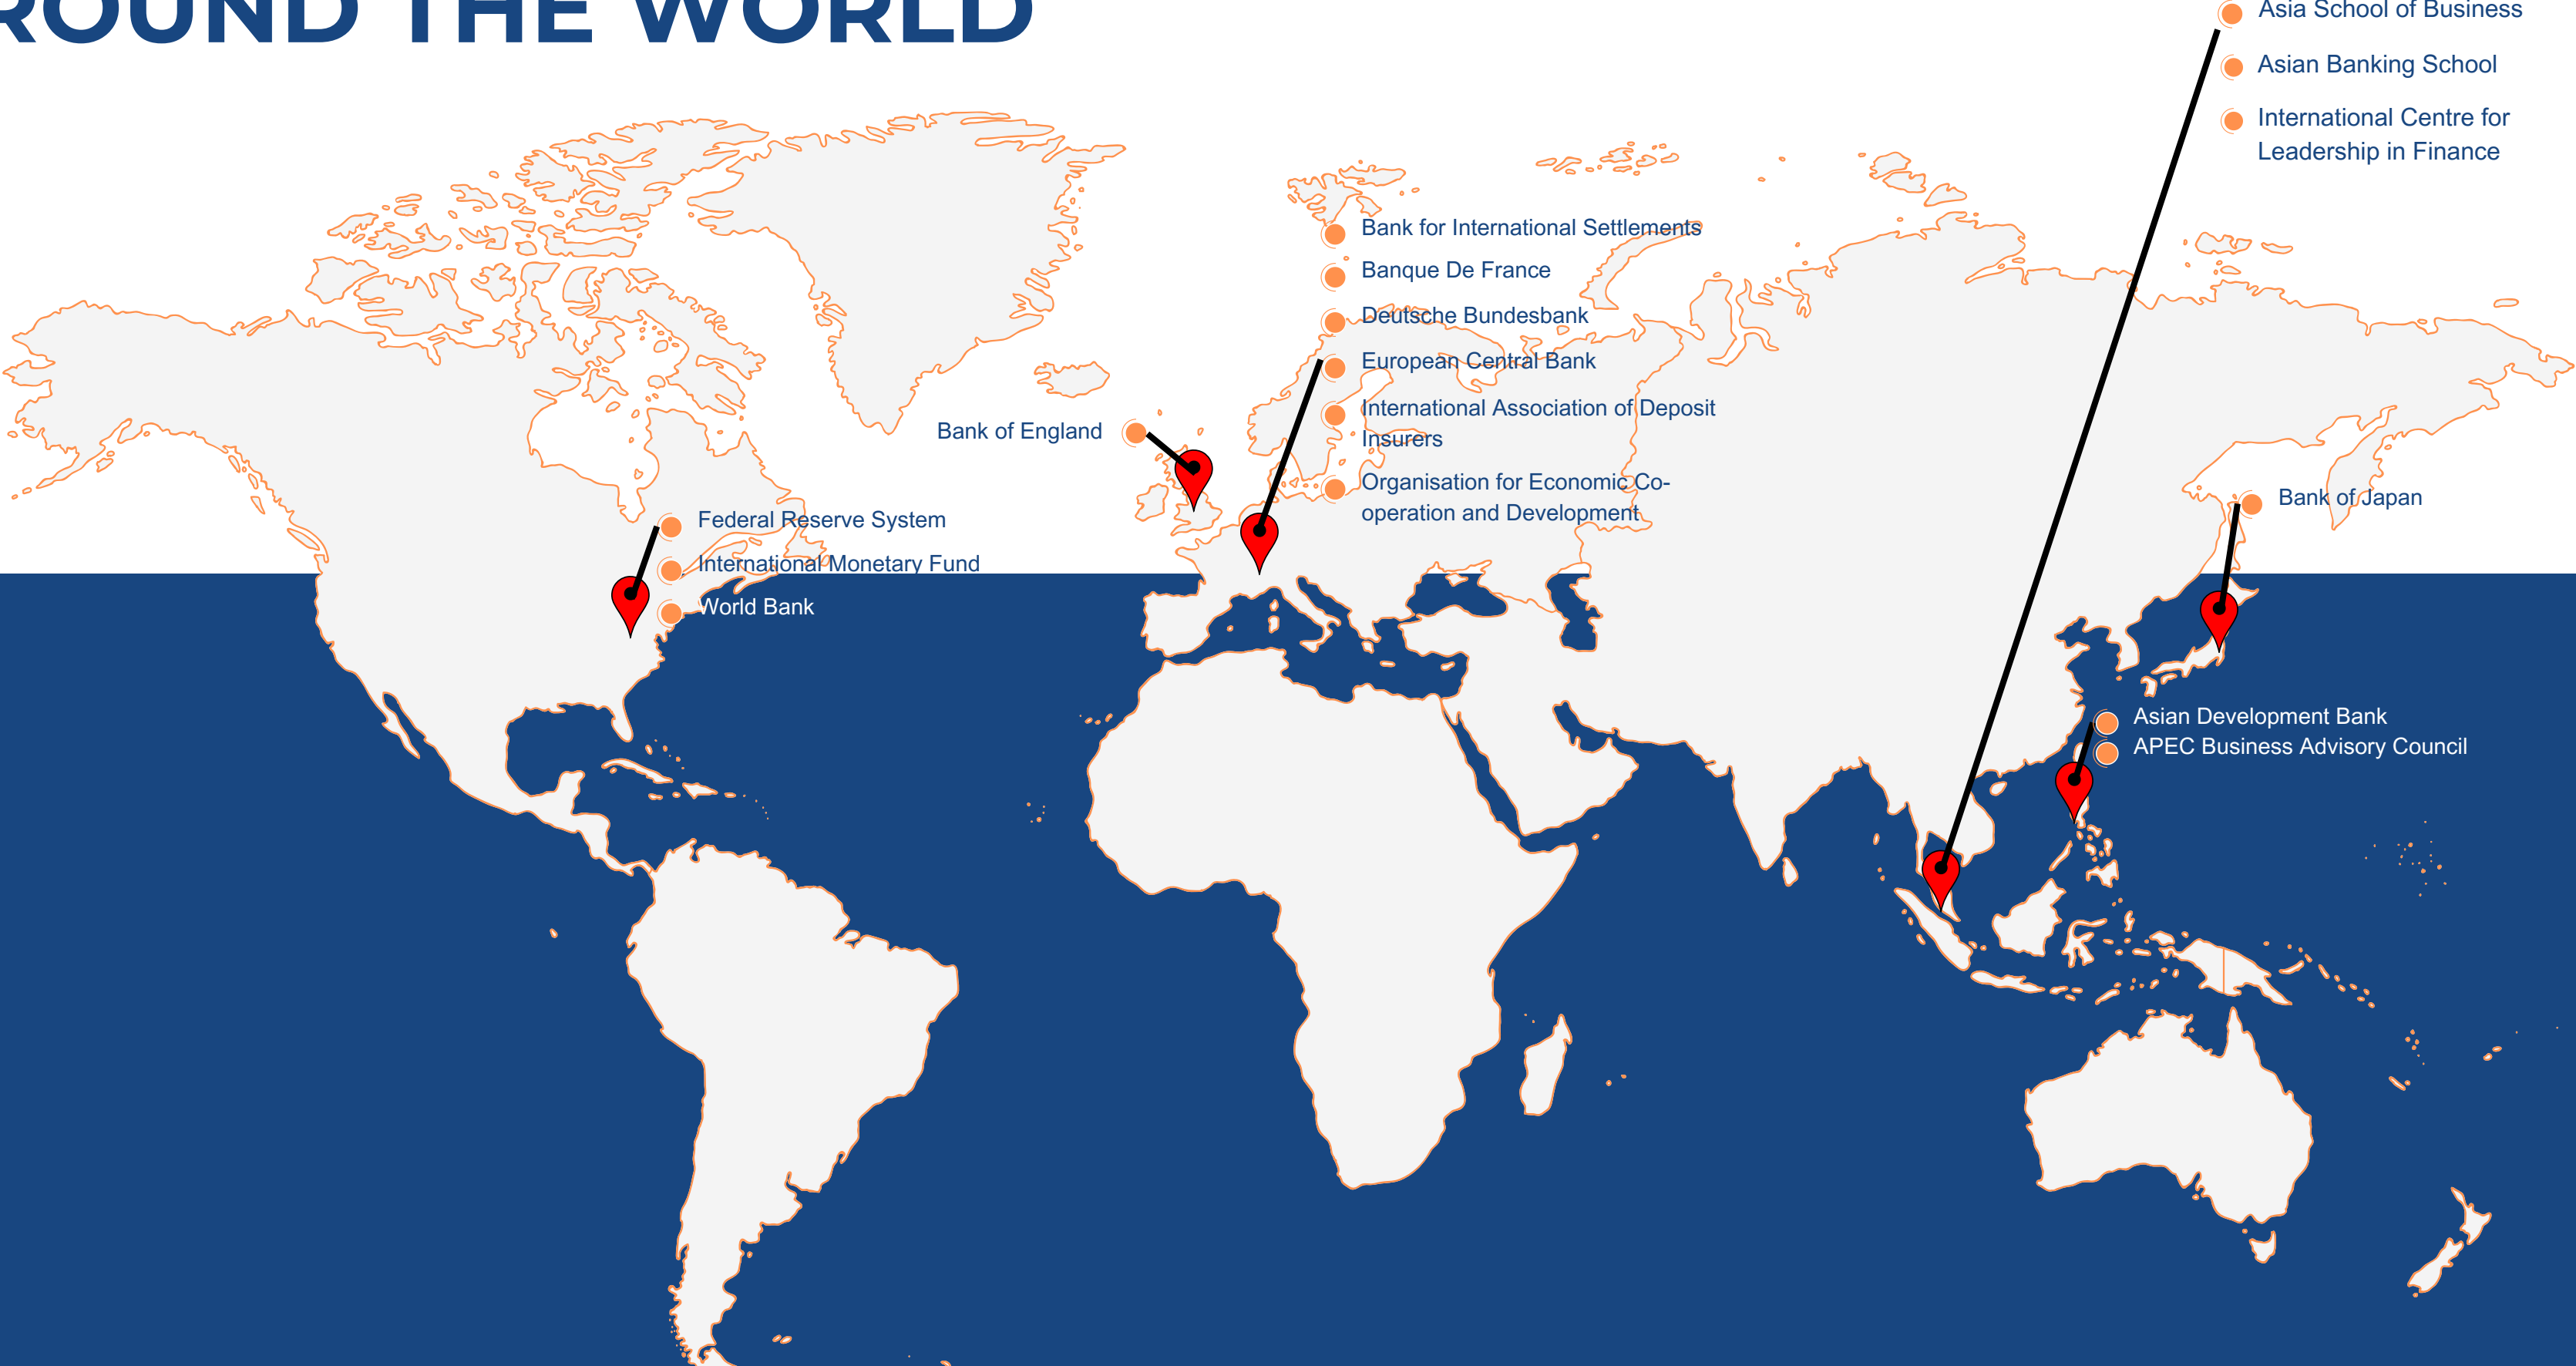 ROUND THE WORLD
Asia School of Business
Asian Banking School
International Centre for
Leadership in Finance
Bank for International Settlements
Banque De France
Deutsche Bundesbank
European Central Bank
International Association of Deposit
Insurers
Organisation for Economic Co-
operation and Development
Bank of England
Bank of Japan
Federal Reserve System
International Monetary Fund
World Bank
Asian Development Bank
APEC Business Advisory Council